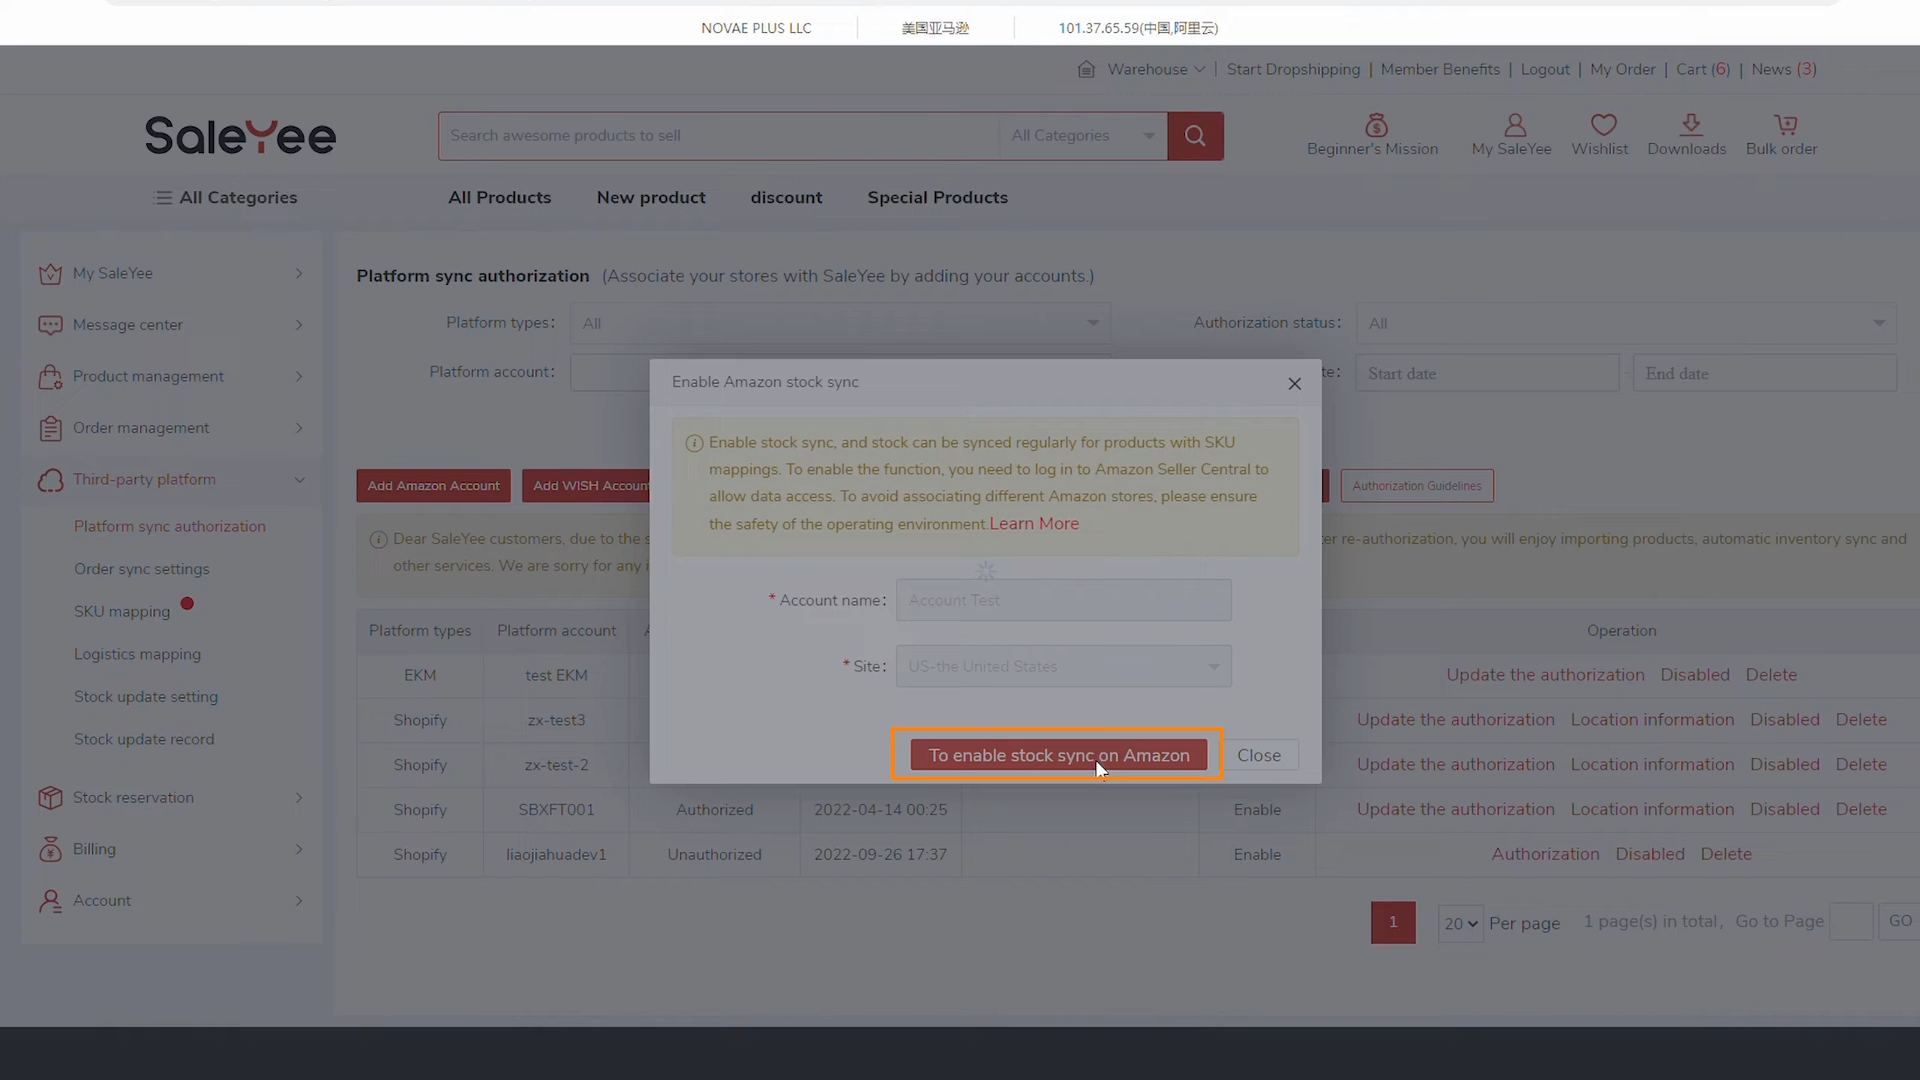 NOVAE PLUS LLC
美国亚马逊
101.37.65.59(中国,阿里云)
Warehouse | Start Dropshipping | Member Benefits | Logout | My Order | Cart (6) | News (3)
SaleYee
Search awesome products to sell
All Categories
Beginner's Mission
My SaleYee
Wishlist
Downloads
Bulk order
All Categories
All Products
New product
discount
Special Products
My SaleYee
Message center
Product management
Order management
Third-party platform
Platform sync authorization
Order sync settings
SKU mapping
Logistics mapping
Stock update setting
Stock update record
Stock reservation
Billing
Account
Platform sync authorization (Associate your stores with SaleYee by adding your accounts.)
Platform types: All
Authorization status: All
Platform account:
te: Start date - End date
Add Amazon Account
Add WISH Account
Authorization Guidelines
Dear SaleYee customers, due to the s
ter re-authorization, you will enjoy importing products, automatic inventory sync and
other services. We are sorry for any i
Enable Amazon stock sync
Enable stock sync, and stock can be synced regularly for products with SKU
mappings. To enable the function, you need to log in to Amazon Seller Central to
allow data access. To avoid associating different Amazon stores, please ensure
the safety of the operating environment.Learn More
* Account name: Account Test
* Site: US-the United States
To enable stock sync on Amazon
Close
Platform types Platform account A Operation
EKM test EKM Update the authorization Disabled Delete
Shopify zx-test3 Update the authorization Location information Disabled Delete
Shopify zx-test-2 Update the authorization Location information Disabled Delete
Shopify SBXFT001 Authorized 2022-04-14 00:25 Enable Update the authorization Location information Disabled Delete
Shopify liaojiahuadev1 Unauthorized 2022-09-26 17:37 Enable Authorization Disabled Delete
1
20 Per page
1 page(s) in total, Go to Page
GO